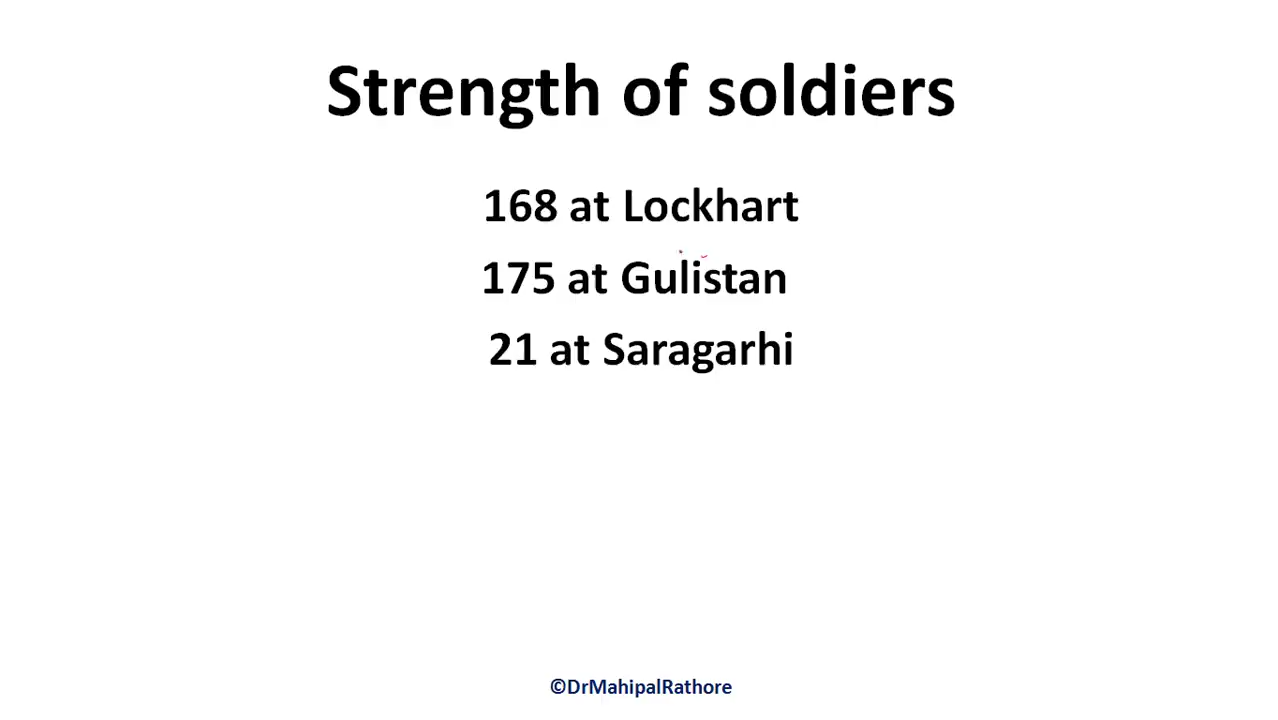 Strength of soldiers
168 at Lockhart
175 at Gulistan
21 at Saragarhi
©DrMahipalRathore